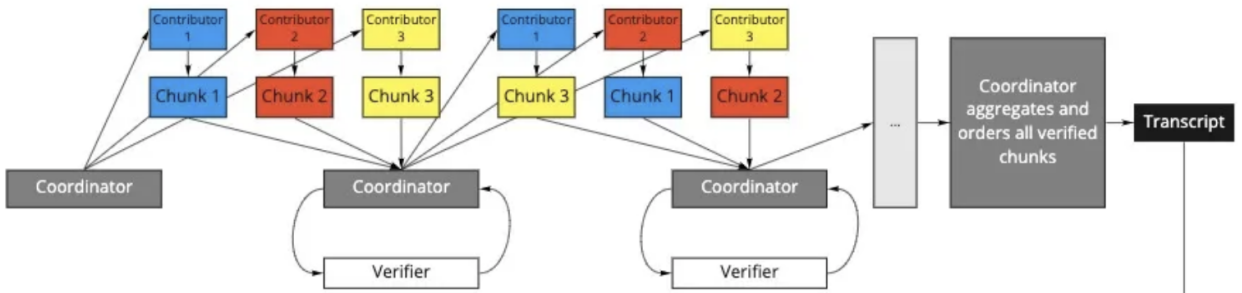 Contributor
1
Contributor
2
Contributor
3
Contributor
1
Contributor
2
Contributor
3
Chunk 1
Chunk 2
Chunk 3
Chunk 3
Chunk 1
Chunk 2
Coordinator
Coordinator
Coordinator
Verifier
Verifier
...
Coordinator
aggregates and
orders all verified
chunks
Transcript